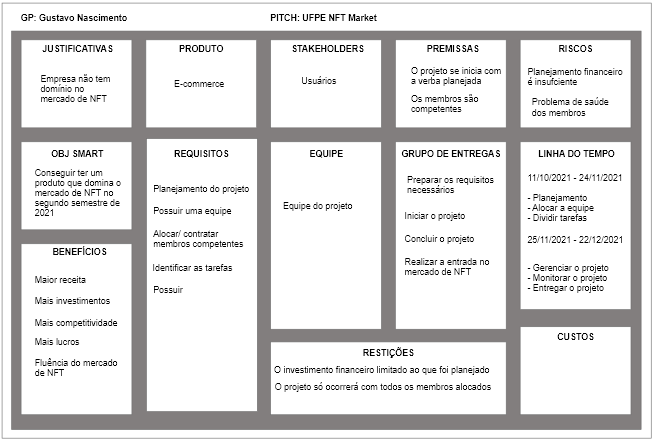 GP: Gustavo Nascimento
PITCH: UFPE NFT Market
JUSTIFICATIVAS
Empresa não tem
domínio no
mercado de NFT
PRODUTO
E-commerce
STAKEHOLDERS
Usuários
PREMISSAS
O projeto se inicia com
a verba planejada
Os membros são
competentes
RISCOS
Planejamento financeiro
é insufciente
Problema de saúde
dos membros
OBJ SMART
Conseguir ter um
produto que domina o
mercado de NFT no
segundo semestre de
2021
BENEFÍCIOS
Maior receita
Mais investimentos
Mais competitividade
Mais lucros
Fluência do mercado
de NFT
REQUISITOS
Planejamento do projeto
Possuir uma equipe
Alocar/ contratar
membros competentes
Identificar as tarefas
Possuir
EQUIPE
Equipe do projeto
GRUPO DE ENTREGAS
Preparar os requisitos
necessários
Iniciar o projeto
Concluir o projeto
Realizar a entrada no
mercado de NFT
LINHA DO TEMPO
11/10/2021 - 24/11/2021
- Planejamento
- Alocar a equipe
- Dividir tarefas
25/11/2021 - 22/12/2021
- Gerenciar o projeto
- Monitorar o projeto
- Entregar o projeto
RESTIÇÕES
O investimento financeiro limitado ao que foi planejado
O projeto só ocorrerá com todos os membros alocados
CUSTOS